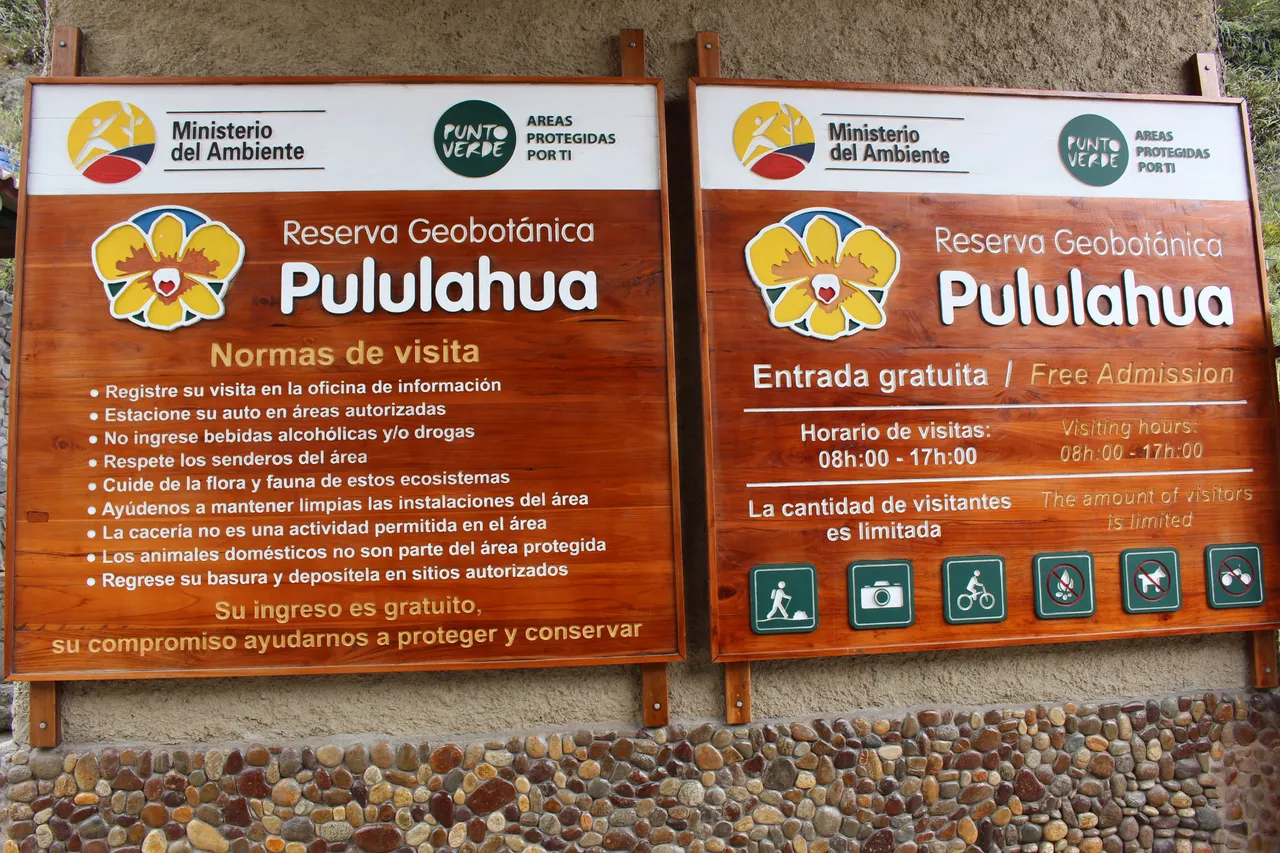 Ministerio
del Ambiente
PUNTO
VERDE
AREAS
PROTEGIDAS
POR TI
Reserva Geobotánica
Pululahua
Normas de visita
● Registre su visita en la oficina de información
● Estacione su auto en áreas autorizadas
● No ingrese bebidas alcohólicas y/o drogas
● Respete los senderos del área
● Cuide de la flora y fauna de estos ecosistemas
● Ayúdenos a mantener limpias las instalaciones del área
● La cacería no es una actividad permitida en el área
● Los animales domésticos no son parte del área protegida
● Regrese su basura y deposítela en sitios autorizados
Su ingreso es gratuito,
su compromiso ayudarnos a proteger y conservar
Ministerio
del Ambiente
PUNTO
VERDE
AREAS
PROTEGIDAS
POR TI
Reserva Geobotánica
Pululahua
Entrada gratuita / Free Admission
Horario de visitas:
08h:00 - 17h:00
Visiting hours:
08h:00 - 17h:00
La cantidad de visitantes
es limitada
The amount of visitors
is limited